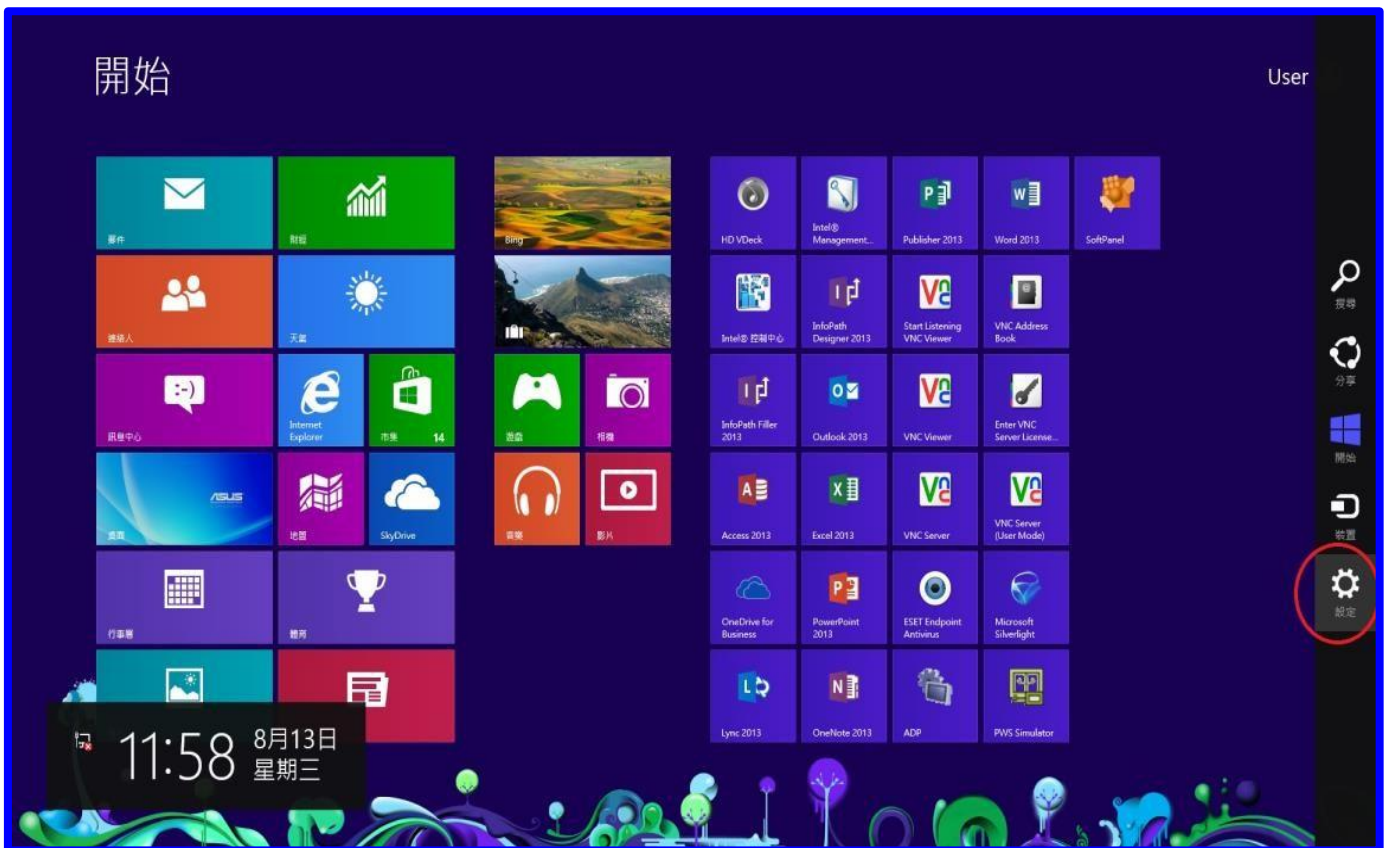 開始
User
郵件
財經
Bing
HD VDeck
Intel®
Management...
Publisher 2013
Word 2013
SoftPanel
搜尋
連絡人
天氣
Intel® 控制中心
InfoPath
Designer 2013
Start Listening
VNC Viewer
VNC Address
Book
分享
訊息中心
Internet
Explorer
市集
14
遊戲
相機
InfoPath Filler
2013
Outlook 2013
VNC Viewer
Enter VNC
Server License...
開始
ASUS
桌面
地圖
SkyDrive
音樂
影片
Access 2013
Excel 2013
VNC Server
VNC Server
(User Mode)
裝置
行事曆
體育
OneDrive for
Business
PowerPoint
2013
ESET Endpoint
Antivirus
Microsoft
Silverlight
設定
Lync 2013
OneNote 2013
ADP
PWS Simulator
11:58
8月13日
星期三